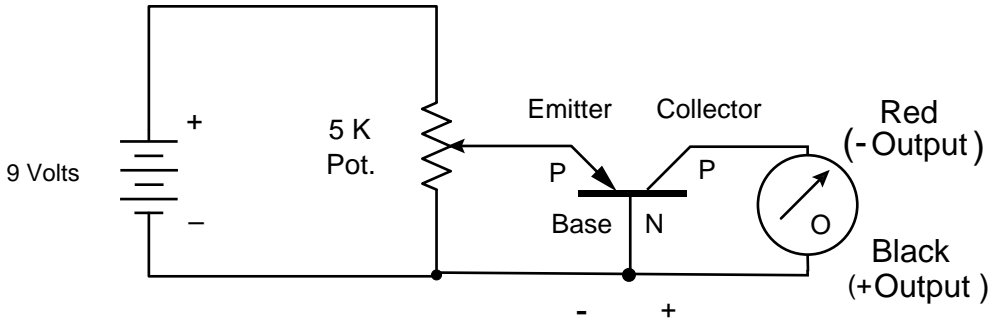 9 Volts
+
–
5 K
Pot.
Emitter
Collector
P
P
Base
N
Red
(- Output )
O
Black
(+Output )
- +